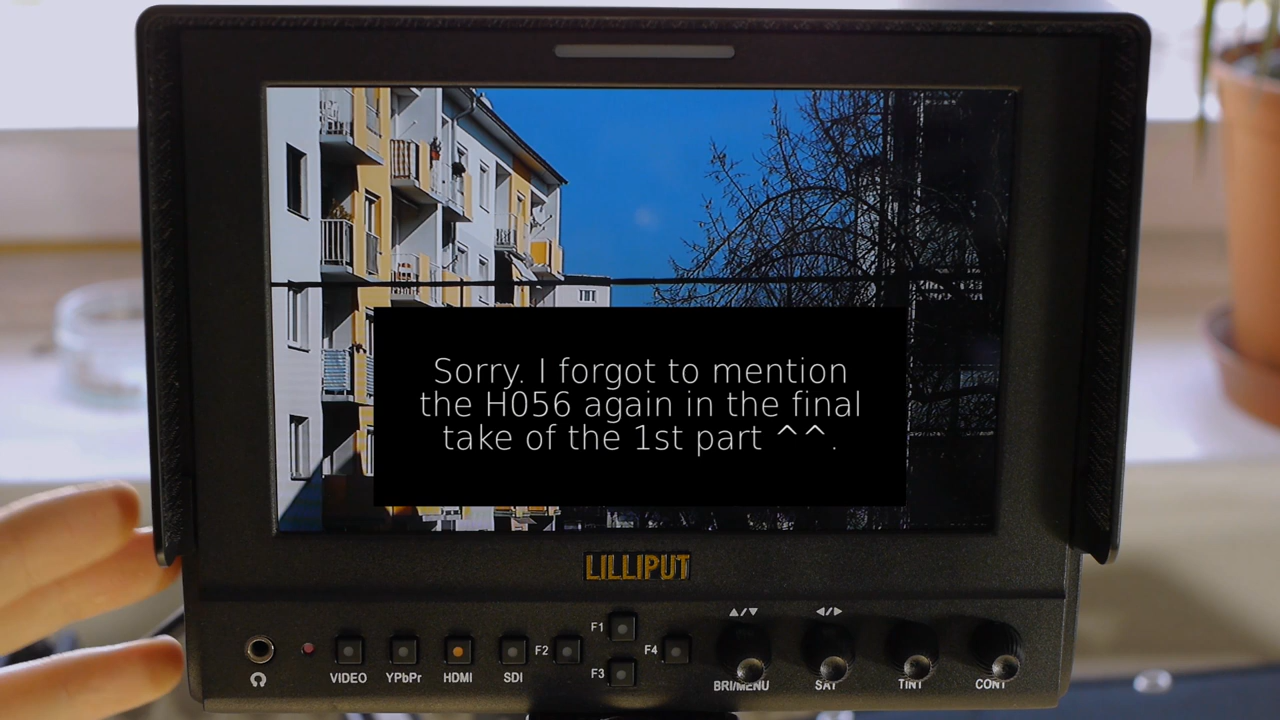 Sorry. I forgot to mention
the H056 again in the final
take of the 1st part ^^.
LILLIPUT
F1
F2
F4
F3
VIDEO
YPbPr
HDMI
SDI
BRI/MENU
SAT
TINT
CONT